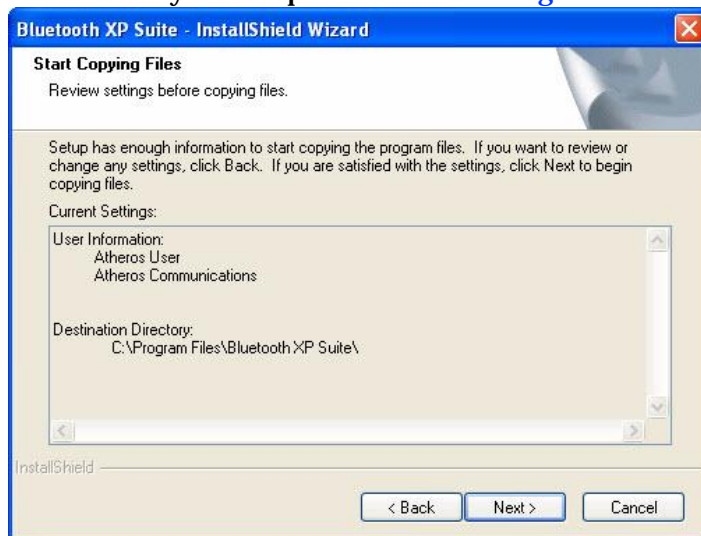 Bluetooth XP Suite - InstallShield Wizard
Start Copying Files
Review settings before copying files.
Setup has enough information to start copying the program files. If you want to review or
change any settings, click Back. If you are satisfied with the settings, click Next to begin
copying files.
Current Settings:
User Information:
Atheros User
Atheros Communications
Destination Directory:
C:\Program Files\Bluetooth XP Suite\
InstallShield
< Back Next > Cancel